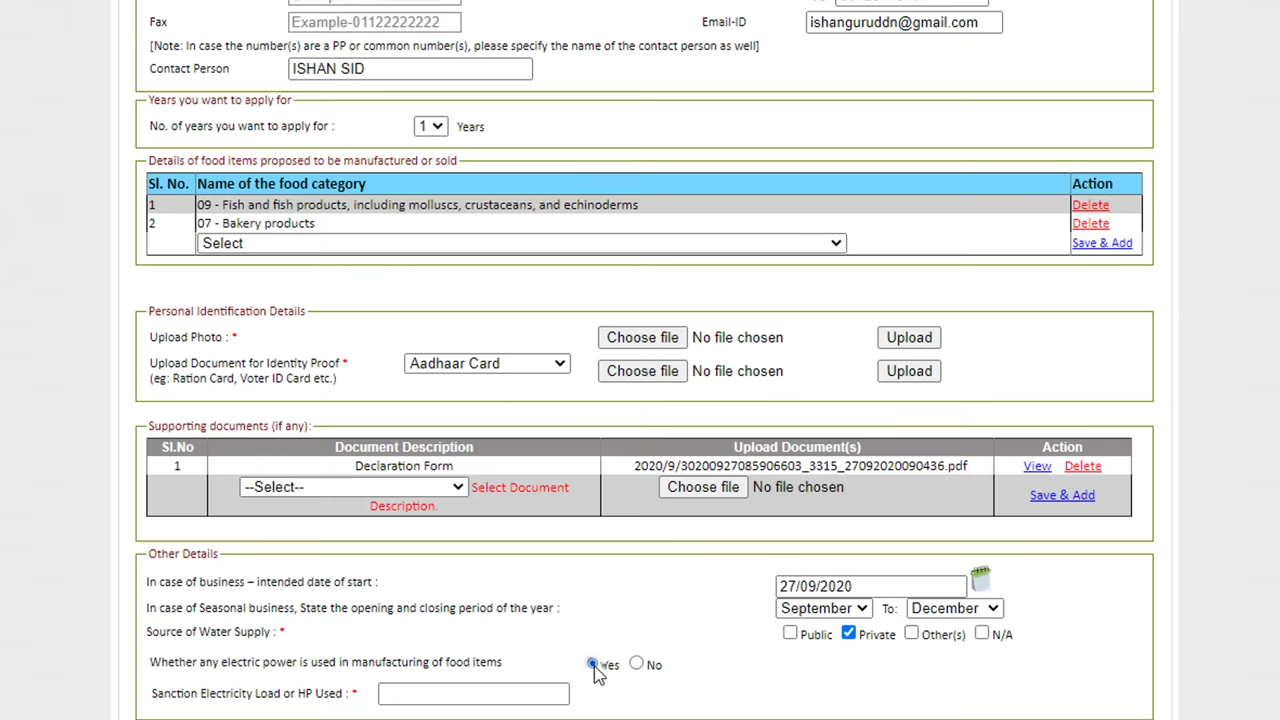 Fax Example-01122222222 Email-ID ishanguruddn@gmail.com
[Note: In case the number(s) are a PP or common number(s), please specify the name of the contact person as well]
Contact Person ISHAN SID
Years you want to apply for
No. of years you want to apply for : 1 Years
Details of food items proposed to be manufactured or sold
Sl. No. Name of the food category Action
1 09 - Fish and fish products, including molluscs, crustaceans, and echinoderms Delete
2 07 - Bakery products Delete
Select Save & Add
Personal Identification Details
Upload Photo : * Choose file No file chosen Upload
Upload Document for Identity Proof * Aadhaar Card Choose file No file chosen Upload
(eg: Ration Card, Voter ID Card etc.)
Supporting documents (if any):
Sl.No Document Description Upload Document(s) Action
1 Declaration Form 2020/9/30200927085906603_3315_27092020090436.pdf View Delete
--Select-- Select Document Choose file No file chosen Save & Add
Description.
Other Details
In case of business – intended date of start : 27/09/2020
In case of Seasonal business, State the opening and closing period of the year : September To: December
Source of Water Supply : * Public Private Other(s) N/A
Whether any electric power is used in manufacturing of food items Yes No
Sanction Electricity Load or HP Used : *